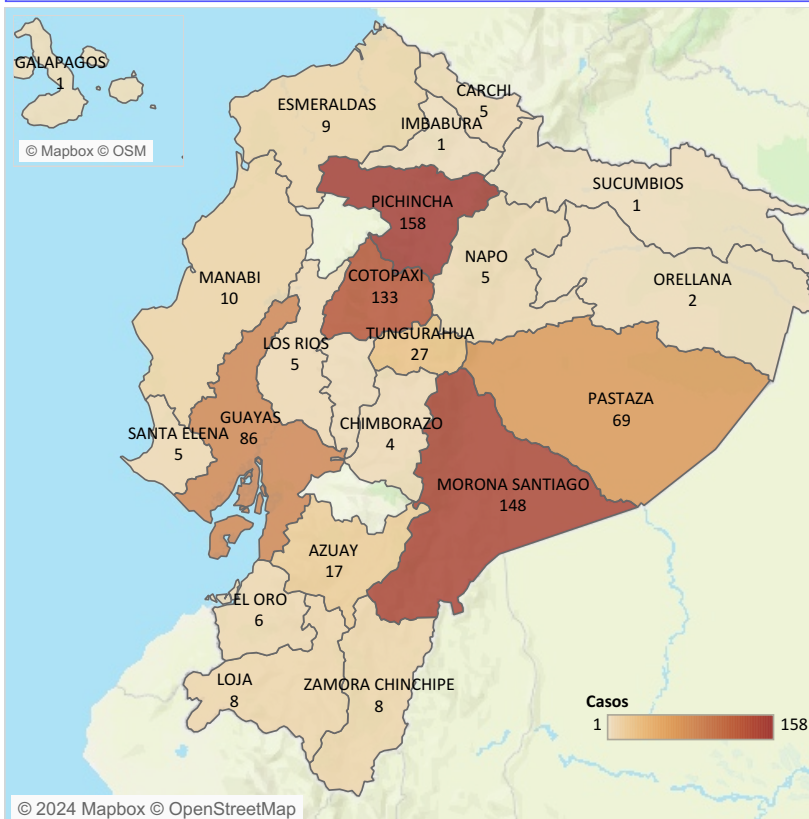 GALAPAGOS
1
© Mapbox © OSM
ESMERALDAS
9
CARCHI
5
IMBABURA
1
SUCUMBIOS
1
PICHINCHA
158
NAPO
5
ORELLANA
2
MANABI
10
COTOPAXI
133
TUNGURAHUA
27
LOS RIOS
5
PASTAZA
69
GUAYAS
86
SANTA ELENA
5
CHIMBORAZO
4
MORONA SANTIAGO
148
AZUAY
17
EL ORO
6
LOJA
8
ZAMORA CHINCHIPE
8
Casos
1 158
© 2024 Mapbox © OpenStreetMap